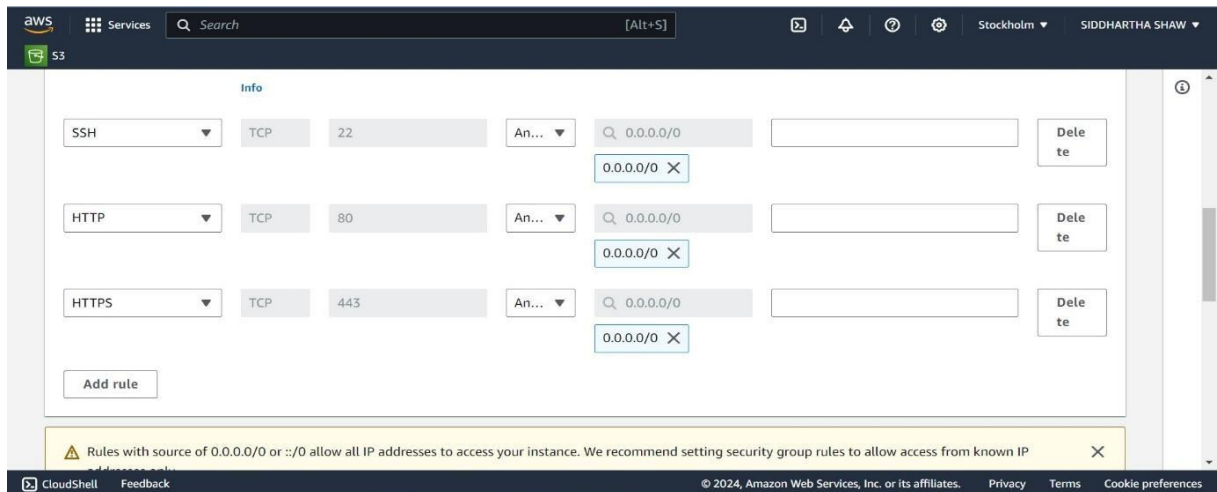 aws Services Search [Alt+S] Stockholm SIDDHARTHA SHAW
S3
Info
SSH TCP 22 An... 0.0.0.0/0 Dele
te
0.0.0.0/0
HTTP TCP 80 An... 0.0.0.0/0 Dele
te
0.0.0.0/0
HTTPS TCP 443 An... 0.0.0.0/0 Dele
te
0.0.0.0/0
Add rule
Rules with source of 0.0.0.0/0 or ::/0 allow all IP addresses to access your instance. We recommend setting security group rules to allow access from known IP
addresses only
CloudShell Feedback © 2024, Amazon Web Services, Inc. or its affiliates. Privacy Terms Cookie preferences